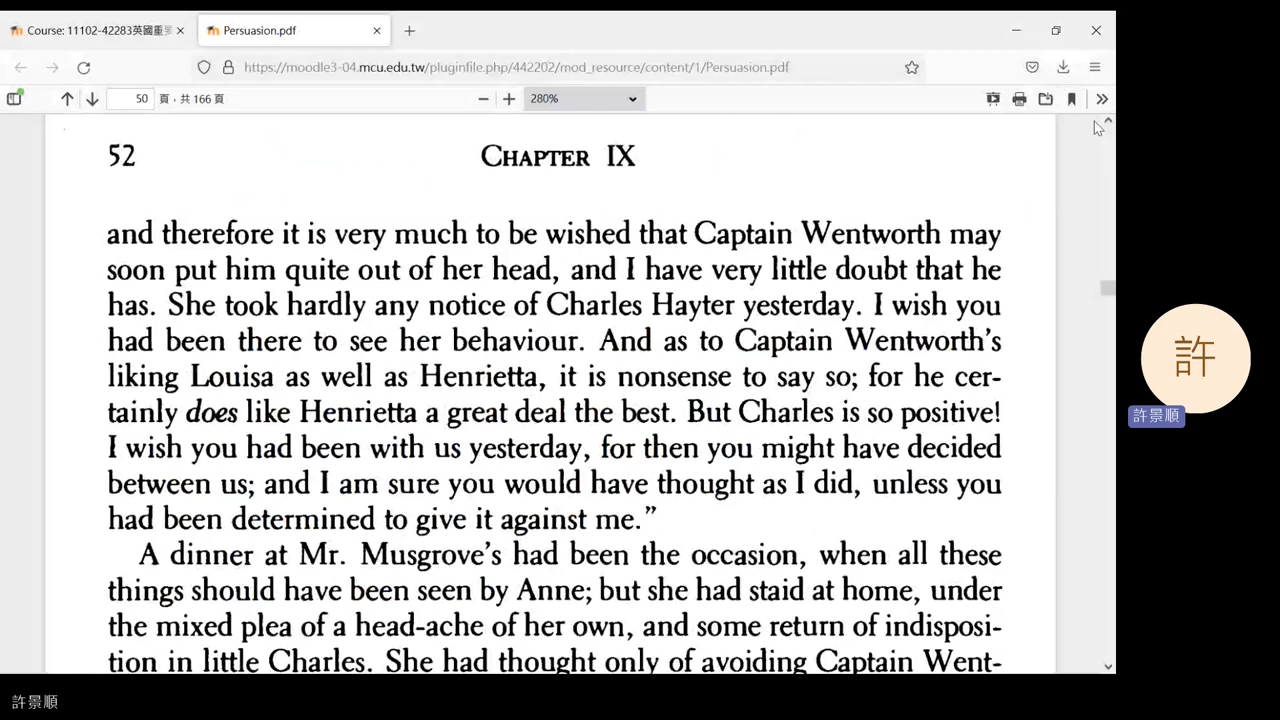 Course: 11102-42283英國重要
Persuasion.pdf
https://moodle3-04.mcu.edu.tw/pluginfile.php/442202/mod_resource/content/1/Persuasion.pdf
50 頁，共 166 頁
280%
52 CHAPTER IX
and therefore it is very much to be wished that Captain Wentworth may
soon put him quite out of her head, and I have very little doubt that he
has. She took hardly any notice of Charles Hayter yesterday. I wish you
had been there to see her behaviour. And as to Captain Wentworth's
liking Louisa as well as Henrietta, it is nonsense to say so; for he cer-
tainly does like Henrietta a great deal the best. But Charles is so positive!
I wish you had been with us yesterday, for then you might have decided
between us; and I am sure you would have thought as I did, unless you
had been determined to give it against me.”
A dinner at Mr. Musgrove's had been the occasion, when all these
things should have been seen by Anne; but she had staid at home, under
the mixed plea of a head-ache of her own, and some return of indisposi-
tion in little Charles. She had thought only of avoiding Captain Went-
許
許景順
許景順